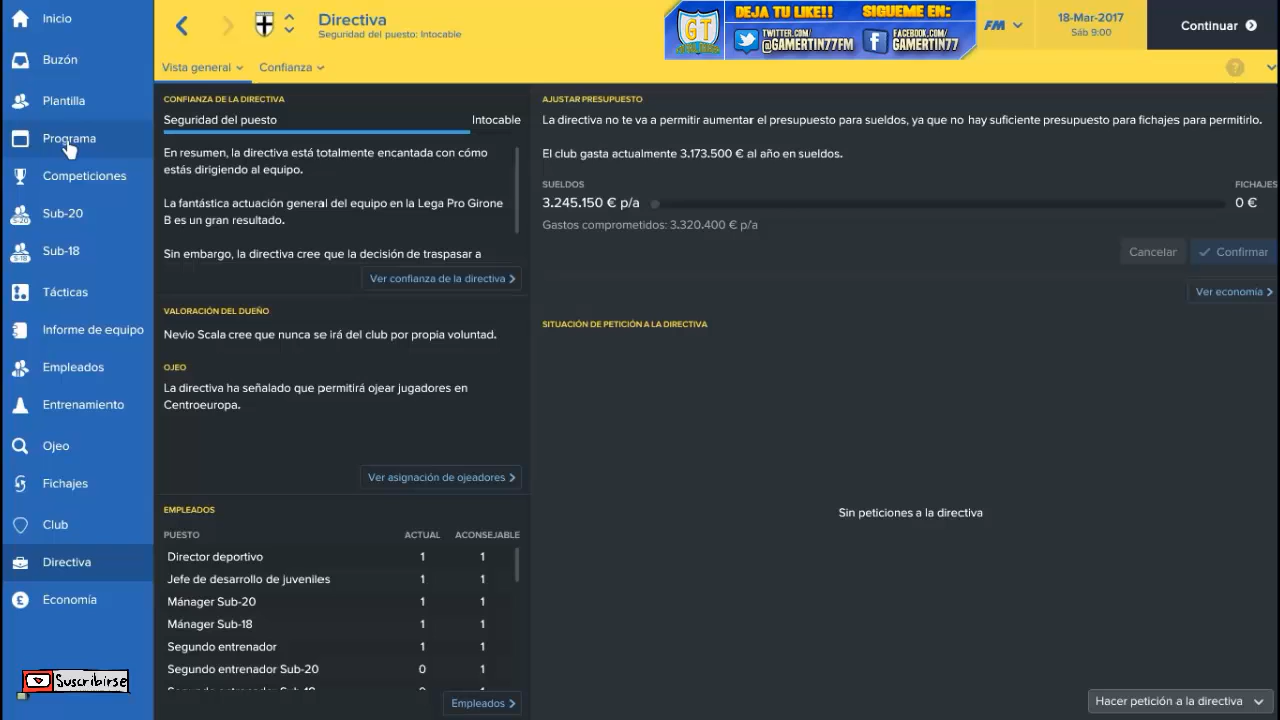 Inicio
Buzón
Plantilla
Programa
Competiciones
Sub-20
Sub-18
Tácticas
Informe de equipo
Empleados
Entrenamiento
Ojeo
Fichajes
Club
Directiva
Economía
Suscribirse
Directiva
Seguridad del puesto: Intocable
DEJA TU LIKE!! SIGUEME EN:
TWITTER.COM/
@GAMERTIN77FM
FACEBOOK.COM/
GAMERTIN77
FM
18-Mar-2017
Sáb 9:00
Continuar
Vista general
Confianza
?
CONFIANZA DE LA DIRECTIVA
Seguridad del puesto Intocable
En resumen, la directiva está totalmente encantada con cómo
estás dirigiendo al equipo.
La fantástica actuación general del equipo en la Lega Pro Girone
B es un gran resultado.
Sin embargo, la directiva cree que la decisión de traspasar a
Ver confianza de la directiva
VALORACIÓN DEL DUEÑO
Nevio Scala cree que nunca se irá del club por propia voluntad.
OJEO
La directiva ha señalado que permitirá ojear jugadores en
Centroeuropa.
Ver asignación de ojeadores
EMPLEADOS
PUESTO ACTUAL ACONSEJABLE
Director deportivo 1 1
Jefe de desarrollo de juveniles 1 1
Mánager Sub-20 1 1
Mánager Sub-18 1 1
Segundo entrenador 1 1
Segundo entrenador Sub-20 0 1
Empleados
AJUSTAR PRESUPUESTO
La directiva no te va a permitir aumentar el presupuesto para sueldos, ya que no hay suficiente presupuesto para fichajes para permitirlo.
El club gasta actualmente 3.173.500 € al año en sueldos.
SUELDOS FICHAJES
3.245.150 € p/a 0 €
Gastos comprometidos: 3.320.400 € p/a
Cancelar Confirmar
Ver economía
SITUACIÓN DE PETICIÓN A LA DIRECTIVA
Sin peticiones a la directiva
Hacer petición a la directiva